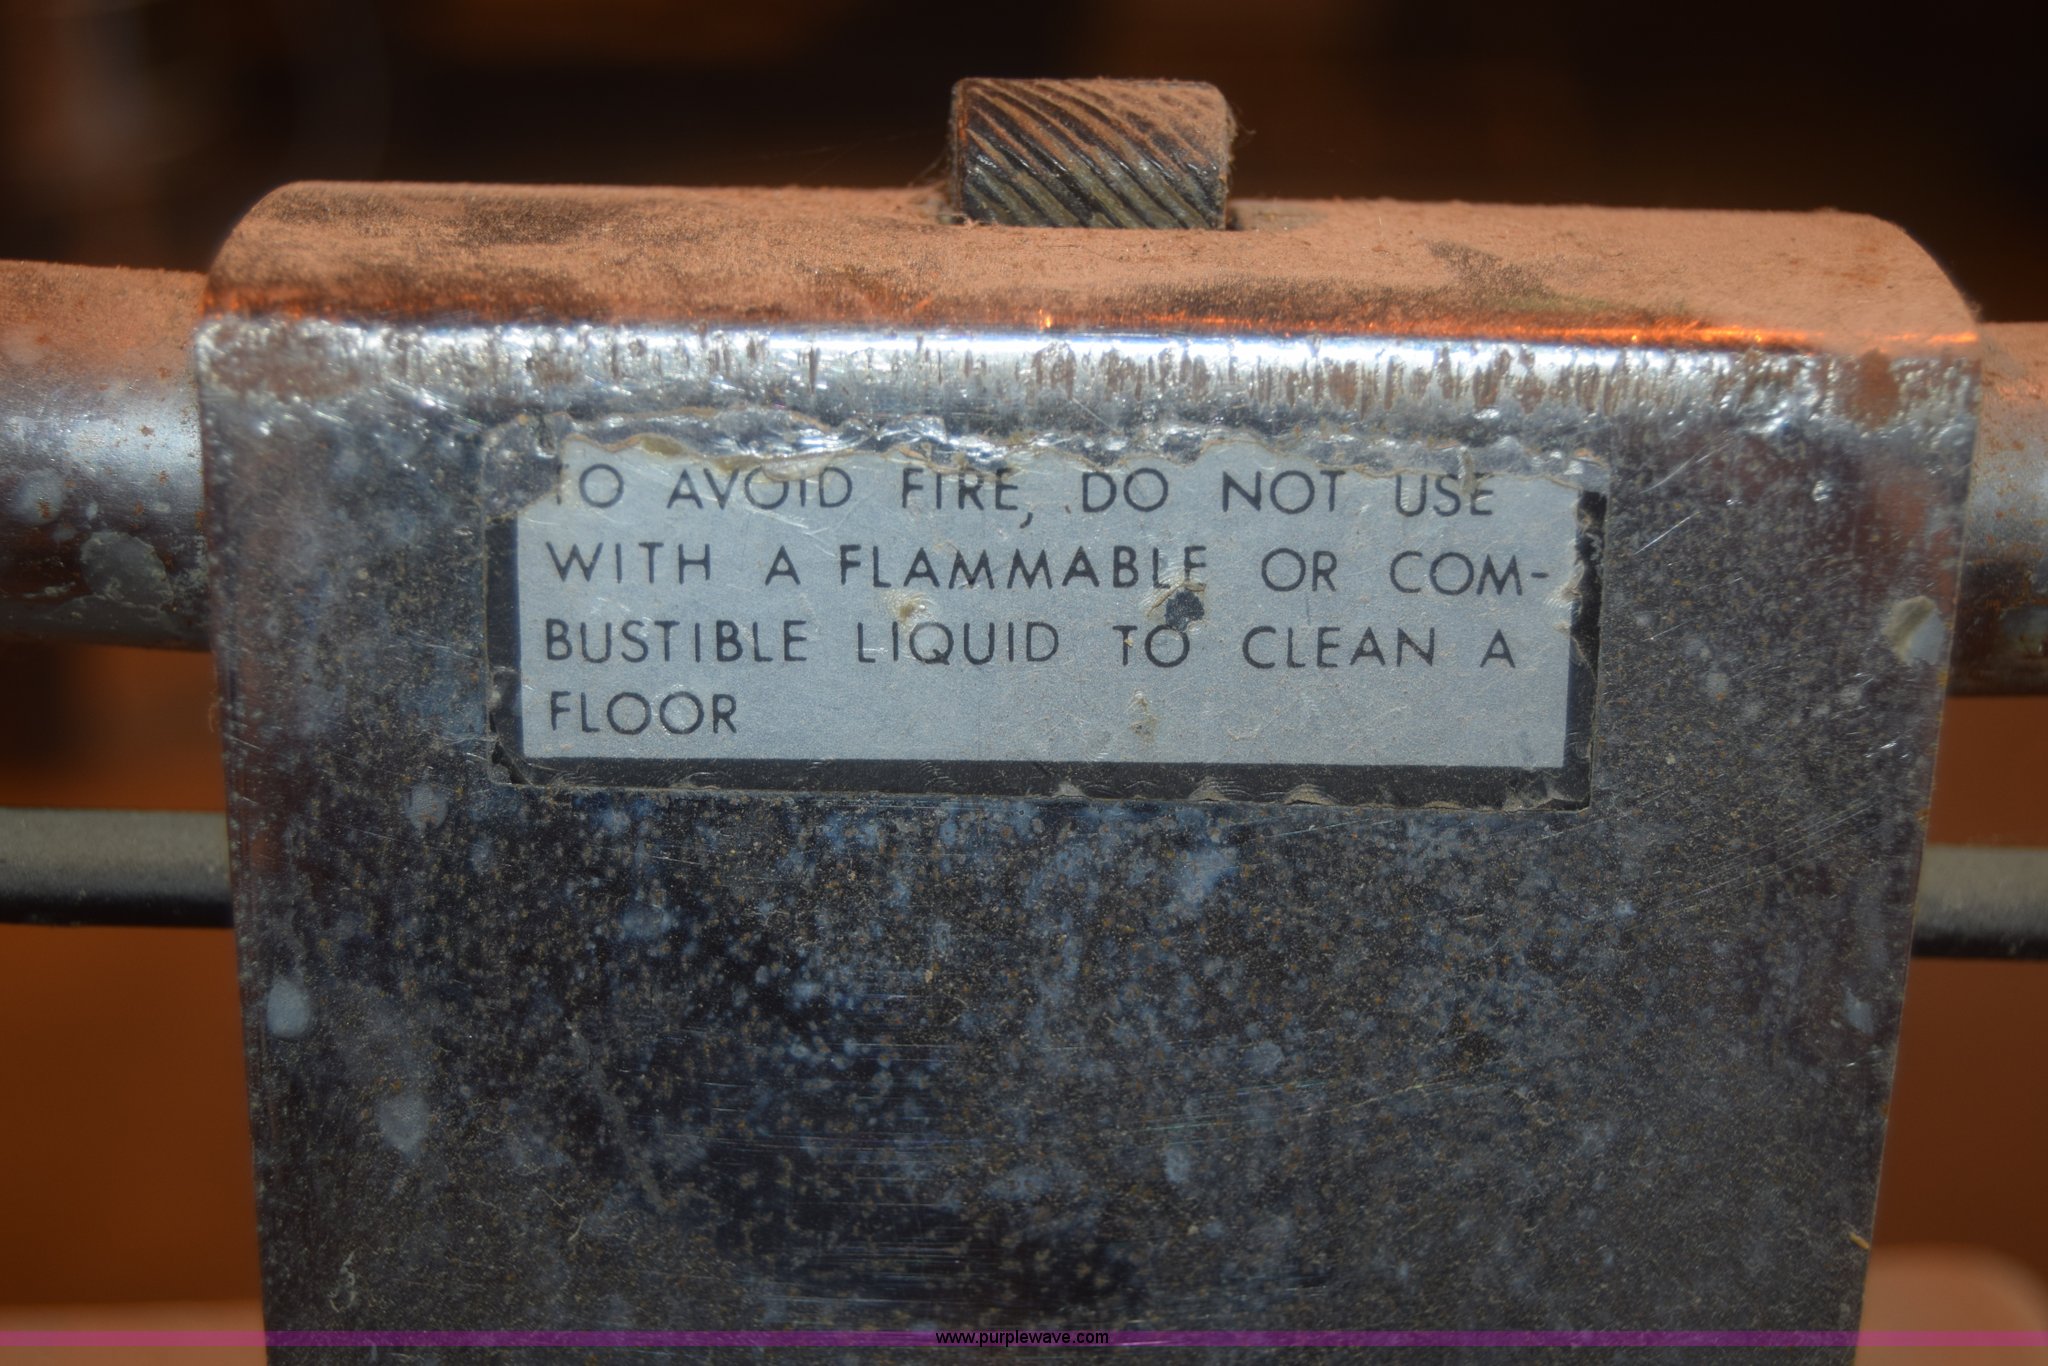 TO AVOID FIRE, DO NOT USE
WITH A FLAMMABLE OR COM-
BUSTIBLE LIQUID TO CLEAN A
FLOOR
www.purplewave.com